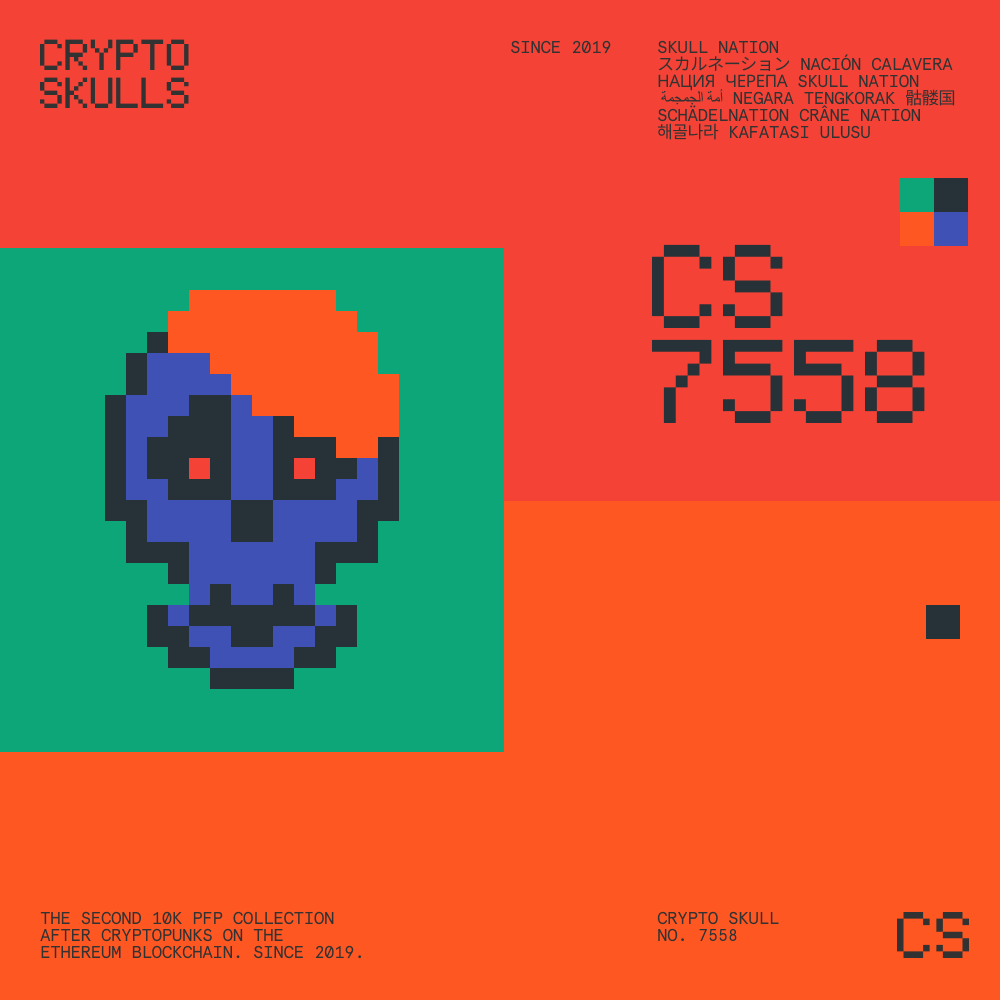 CRYPTO
SKULLS
SINCE 2019
SKULL NATION
スカルネーション NACIÓN CALAVERA
НАЦИЯ ЧЕРЕПА SKULL NATION
أمة الجمجمة NEGARA TENGKORAK 骷髅国
SCHÄDELNATION CRÂNE NATION
해골나라 KAFATASI ULUSU
CS
7558
THE SECOND 10K PFP COLLECTION
AFTER CRYPTOPUNKS ON THE
ETHEREUM BLOCKCHAIN. SINCE 2019.
CRYPTO SKULL
NO. 7558
CS